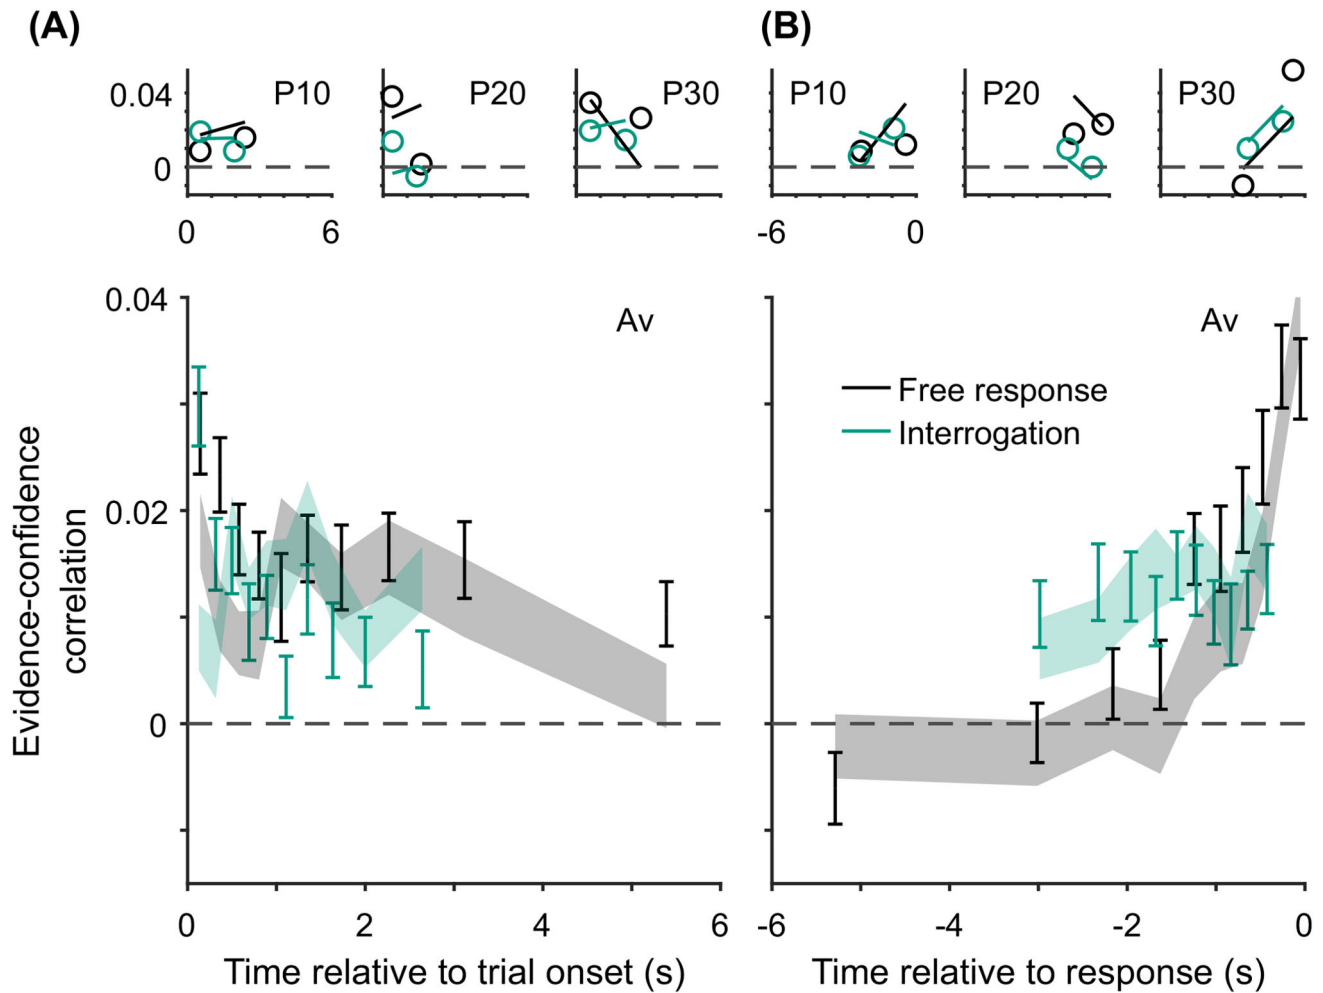 (A)
(B)
0.04
0
P10
P20
P30
P10
P20
P30
0
6
-6
0
0.04
0.02
0
Evidence-confidence
correlation
Av
Av
Free response
Interrogation
0
2
4
6
-6
-4
-2
0
Time relative to trial onset (s)
Time relative to response (s)